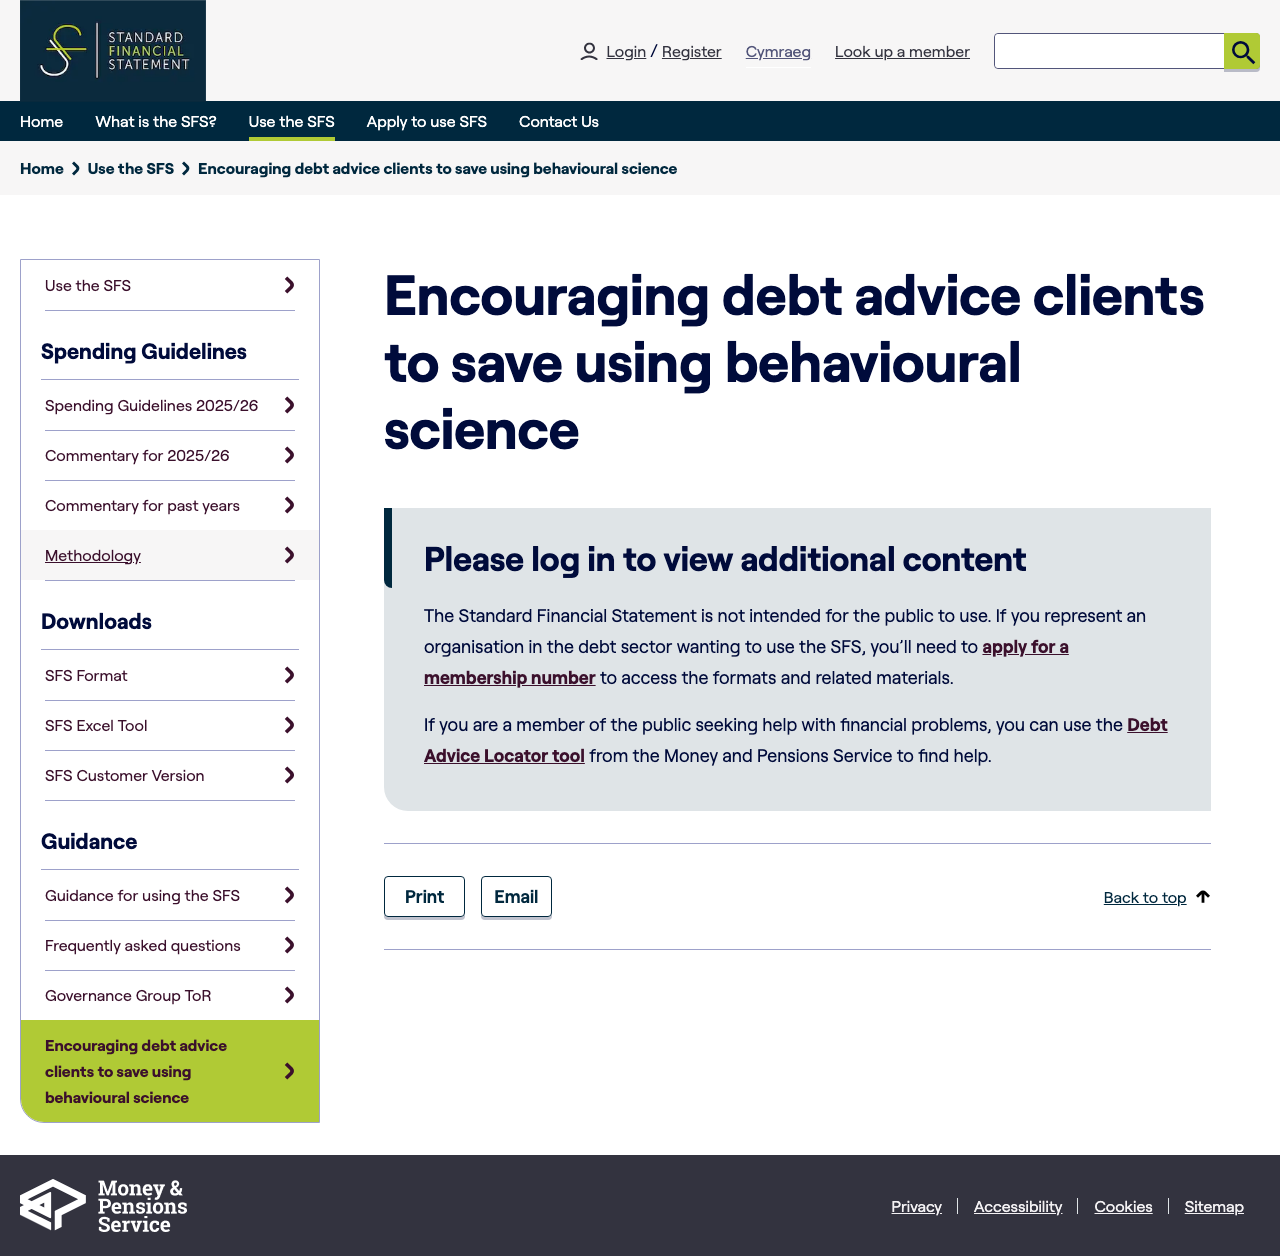 STANDARD
FINANCIAL
STATEMENT
Login / Register
Cymraeg
Look up a member
Home
What is the SFS?
Use the SFS
Apply to use SFS
Contact Us
Home
Use the SFS
Encouraging debt advice clients to save using behavioural science
Use the SFS
Spending Guidelines
Spending Guidelines 2025/26
Commentary for 2025/26
Commentary for past years
Methodology
Downloads
SFS Format
SFS Excel Tool
SFS Customer Version
Guidance
Guidance for using the SFS
Frequently asked questions
Governance Group ToR
Encouraging debt advice
clients to save using
behavioural science
Encouraging debt advice clients
to save using behavioural
science
Please log in to view additional content
The Standard Financial Statement is not intended for the public to use. If you represent an
organisation in the debt sector wanting to use the SFS, you’ll need to apply for a
membership number to access the formats and related materials.
If you are a member of the public seeking help with financial problems, you can use the Debt
Advice Locator tool from the Money and Pensions Service to find help.
Print
Email
Back to top
Money &
Pensions
Service
Privacy
Accessibility
Cookies
Sitemap